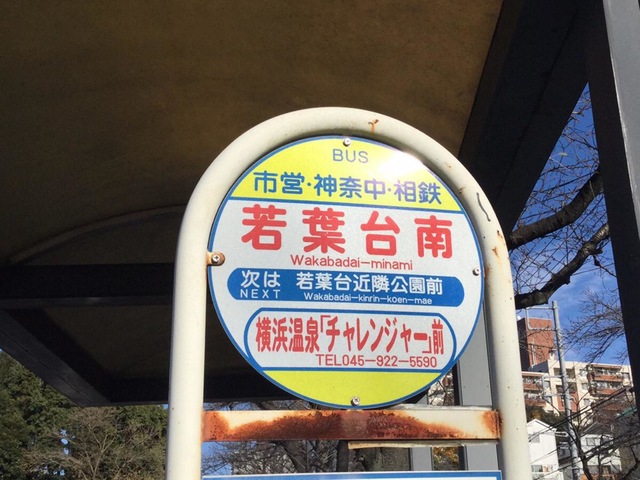 BUS
市営・神奈中・相鉄
若葉台南
Wakabadai-minami
次は 若葉台近隣公園前
NEXT Wakabadai-kinrin-koen-mae
横浜温泉「チャレンジャー」前
TEL045-922-5590